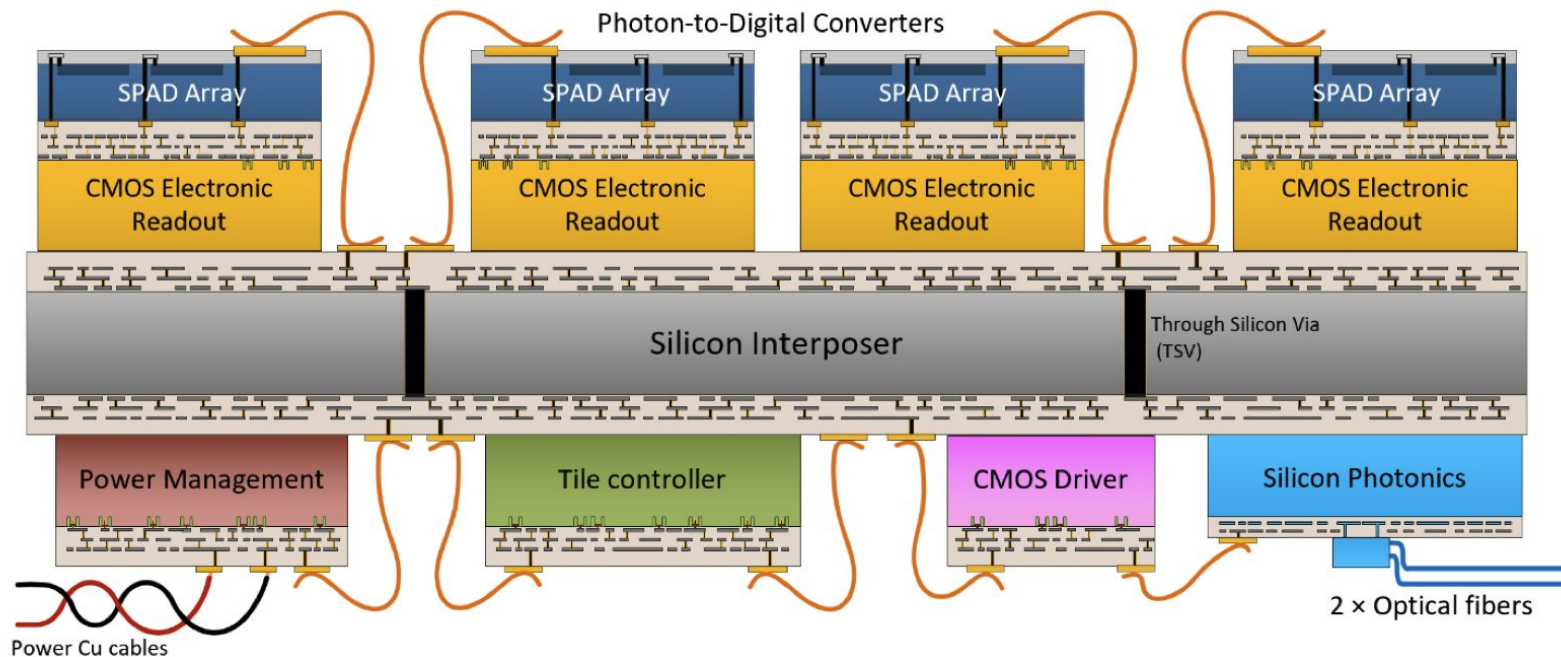 Photon-to-Digital Converters
SPAD Array
SPAD Array
SPAD Array
SPAD Array
CMOS Electronic
Readout
CMOS Electronic
Readout
CMOS Electronic
Readout
CMOS Electronic
Readout
Silicon Interposer
Through Silicon Via
(TSV)
Power Management
Tile controller
CMOS Driver
Silicon Photonics
2 × Optical fibers
Power Cu cables